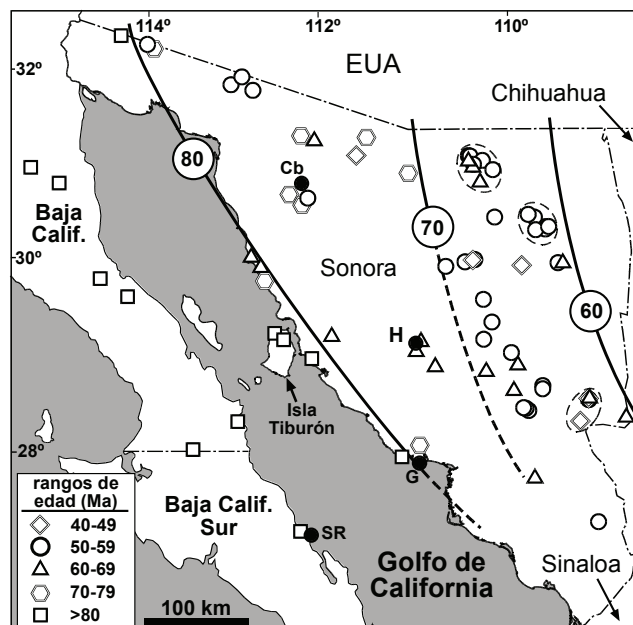 114° 112° 110°
32°
EUA
Chihuahua
80
Cb
Baja
Calif.
70
30°
Sonora
60
H
Isla
Tiburón
28°
G
rangos de
edad (Ma)
40-49
50-59
60-69
70-79
>80
Baja Calif.
Sur
SR
Golfo de
California
Sinaloa
100 km